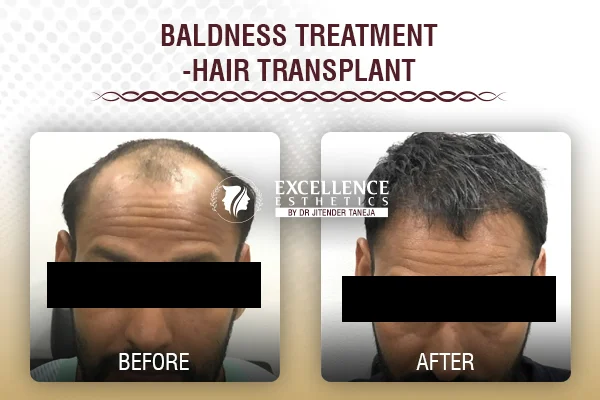 BALDNESS TREATMENT
-HAIR TRANSPLANT
EXCELLENCE
ESTHETICS
BY DR JITENDER TANEJA
BEFORE
AFTER